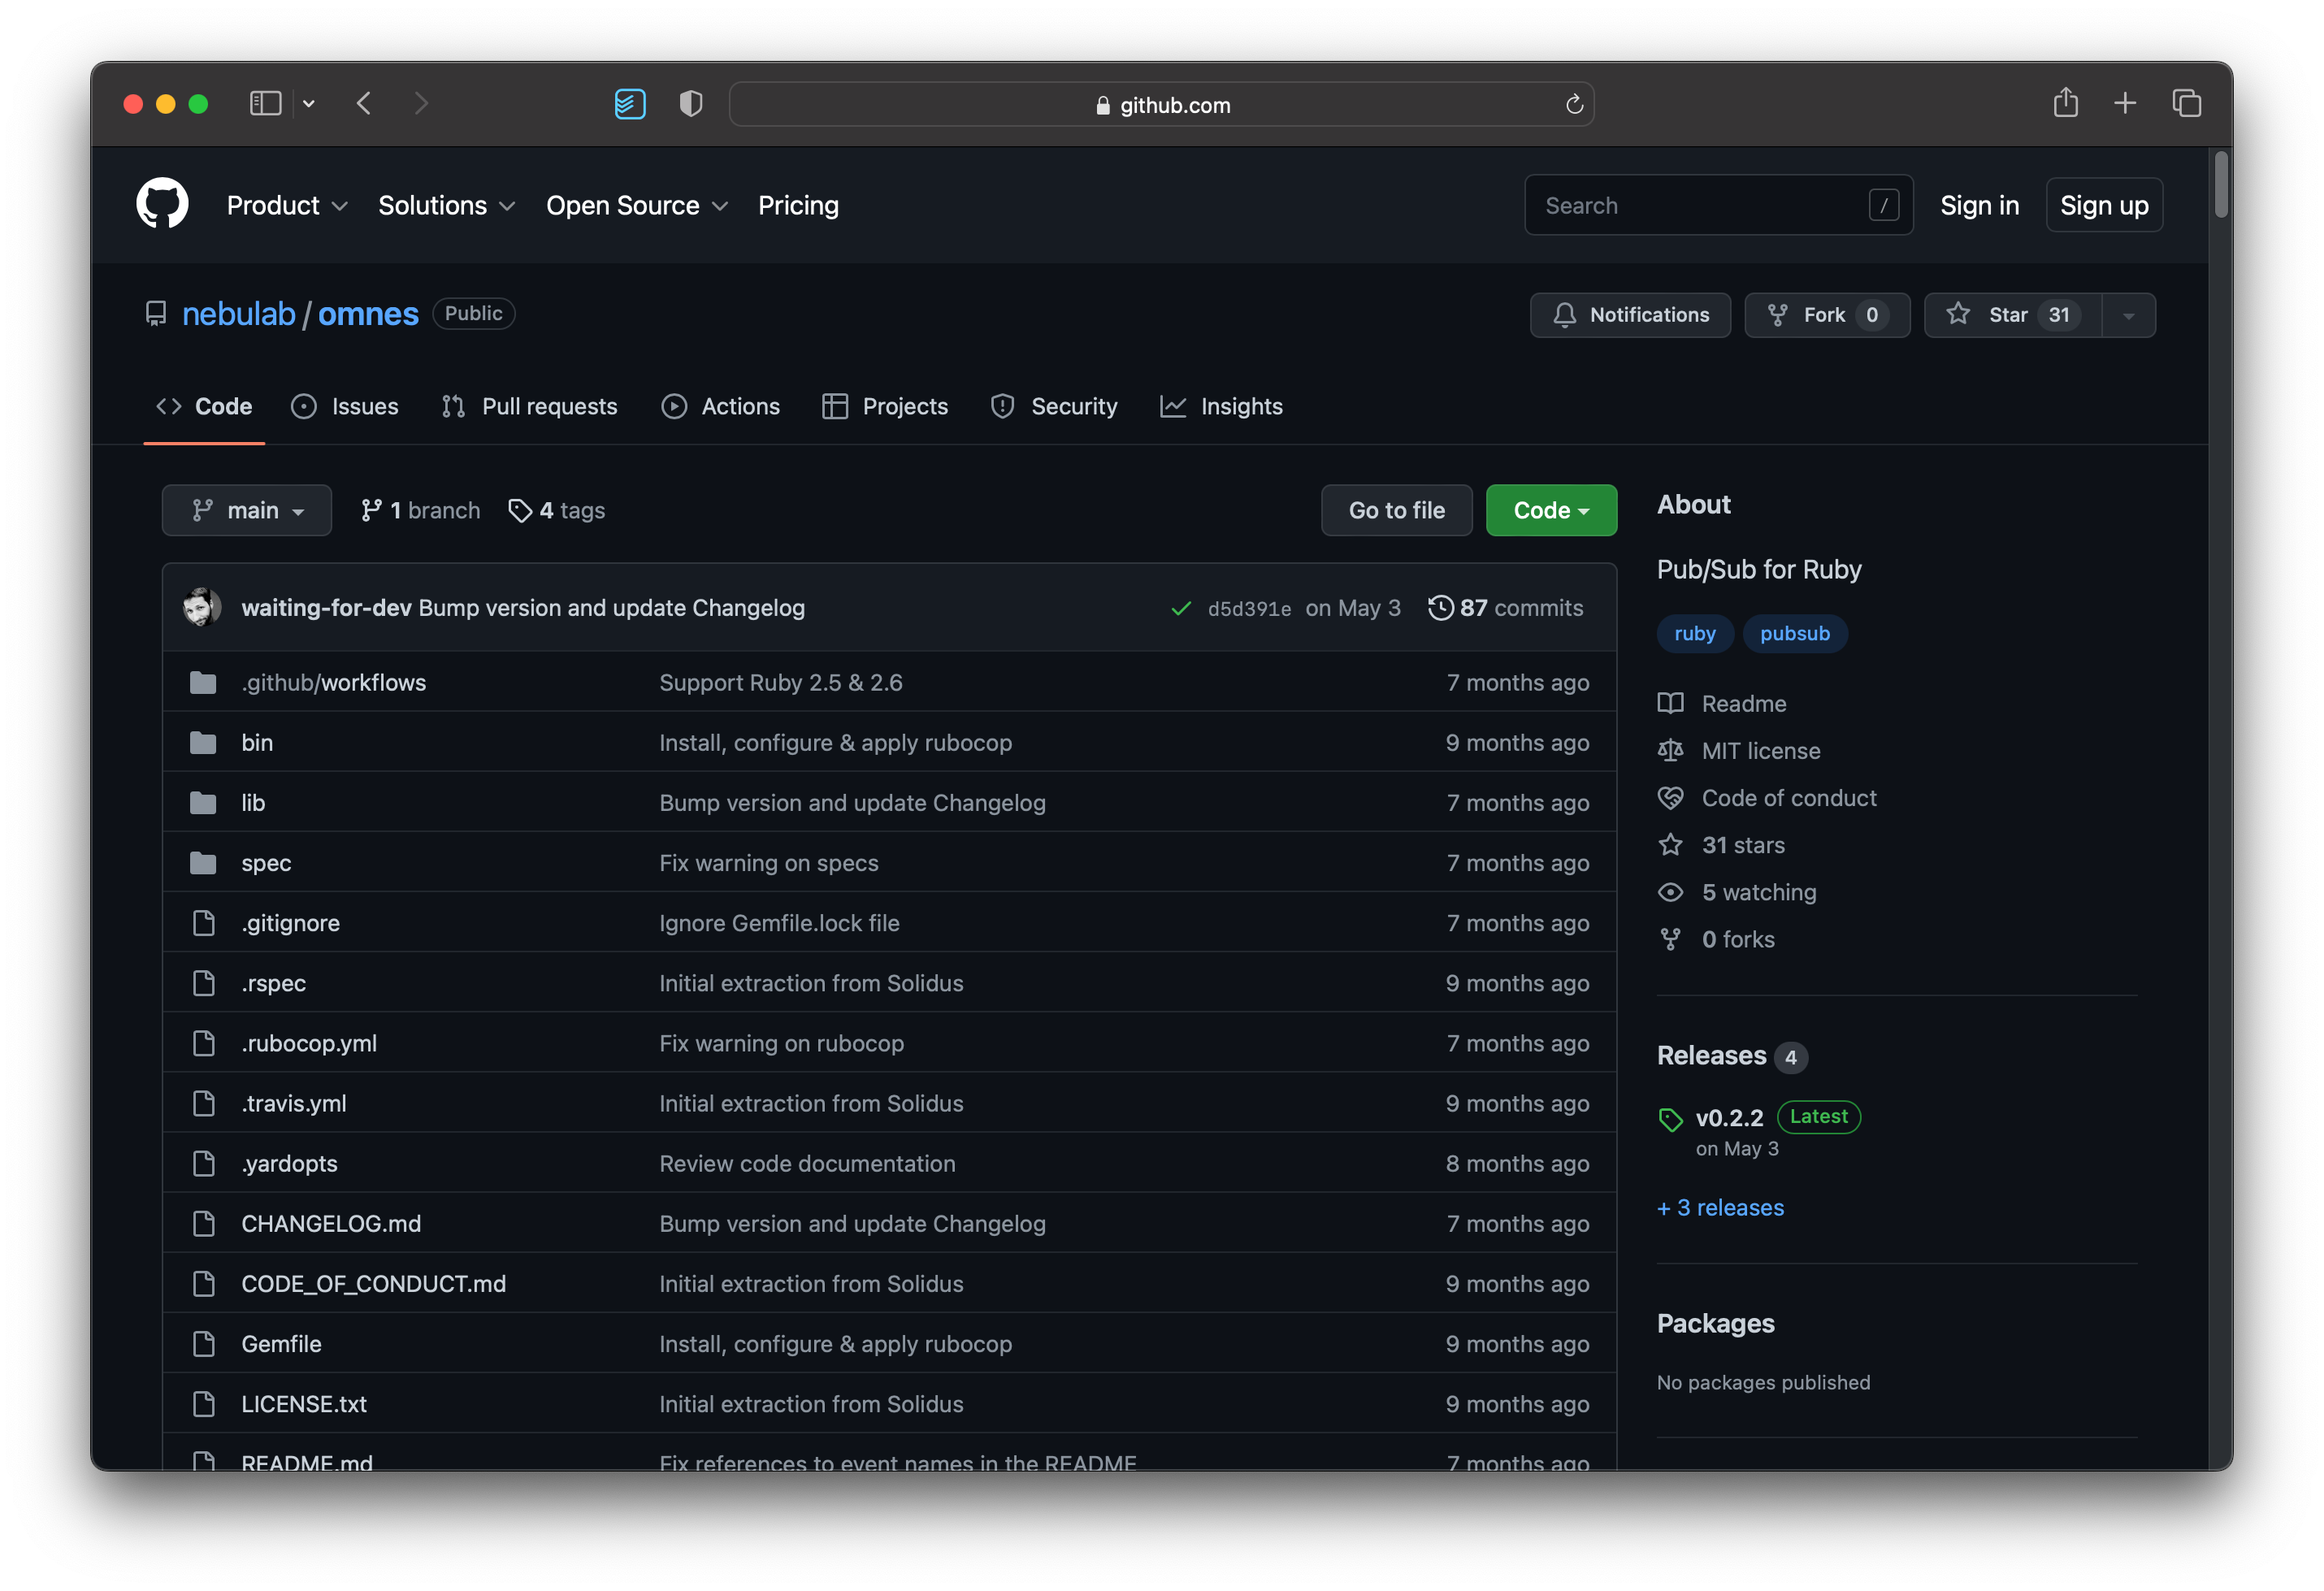 github.com
Product Solutions Open Source Pricing Search / Sign in Sign up
nebulab / omnes Public Notifications Fork 0 Star 31
Code Issues Pull requests Actions Projects Security Insights
main 1 branch 4 tags Go to file Code
waiting-for-dev Bump version and update Changelog d5d391e on May 3 87 commits
.github/workflows Support Ruby 2.5 & 2.6 7 months ago
bin Install, configure & apply rubocop 9 months ago
lib Bump version and update Changelog 7 months ago
spec Fix warning on specs 7 months ago
.gitignore Ignore Gemfile.lock file 7 months ago
.rspec Initial extraction from Solidus 9 months ago
.rubocop.yml Fix warning on rubocop 7 months ago
.travis.yml Initial extraction from Solidus 9 months ago
.yardopts Review code documentation 8 months ago
CHANGELOG.md Bump version and update Changelog 7 months ago
CODE_OF_CONDUCT.md Initial extraction from Solidus 9 months ago
Gemfile Install, configure & apply rubocop 9 months ago
LICENSE.txt Initial extraction from Solidus 9 months ago
README.md Fix references to event names in the README 7 months ago
About
Pub/Sub for Ruby
ruby pubsub
Readme
MIT license
Code of conduct
31 stars
5 watching
0 forks
Releases 4
v0.2.2 Latest
on May 3
+ 3 releases
Packages
No packages published